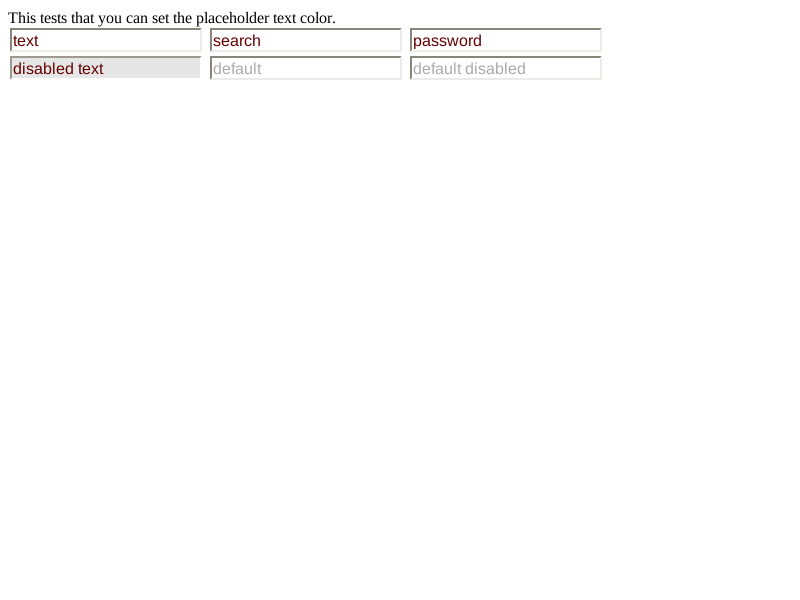 This tests that you can set the placeholder text color.
text search password
disabled text default default disabled